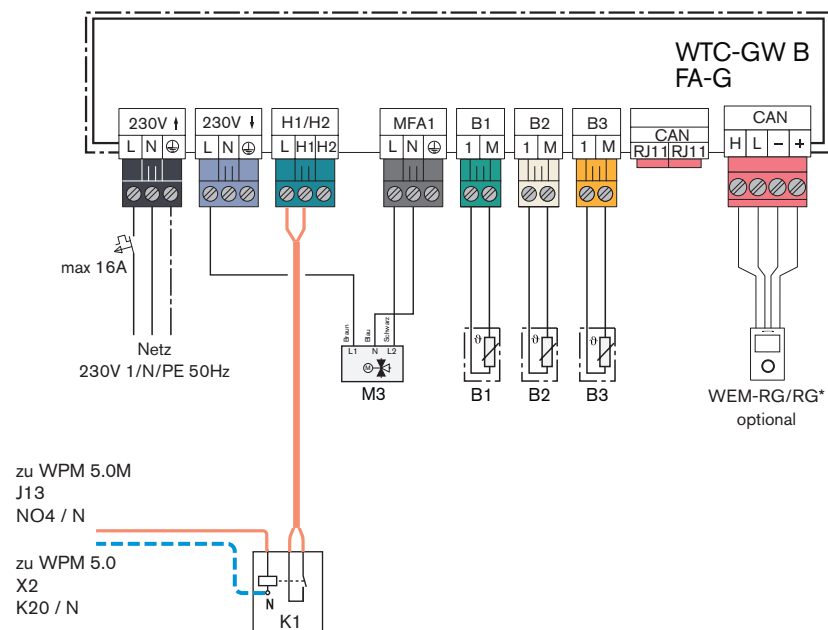 WTC-GW B
FA-G
230V 230V H1/H2 MFA1 B1 B2 B3 CAN CAN
L N L N L H1 H2 L N 1 M 1 M 1 M RJ11 RJ11 H L – +
max 16A
Netz
230V 1/N/PE 50Hz
Braun Blau Schwarz
L1 N L2
M
M3
ϑ ϑ ϑ
B1 B2 B3
WEM-RG/RG*
optional
zu WPM 5.0M
J13
NO4 / N
zu WPM 5.0
X2
K20 / N
N
K1